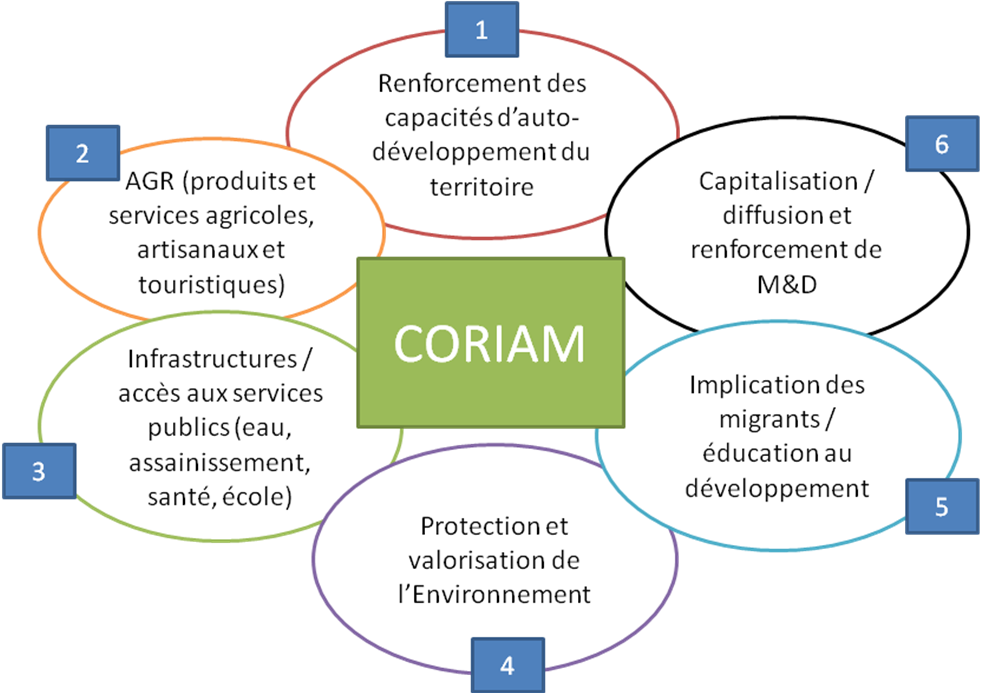 1
Renforcement des
capacités d'auto-
développement du
territoire
2
AGR (produits et
services agricoles,
artisanaux et
touristiques)
3
Infrastructures /
accès aux services
publics (eau,
assainissement,
santé, école)
4
Protection et
valorisation de
l'Environnement
5
Implication des
migrants /
éducation au
développement
6
Capitalisation /
diffusion et
renforcement de
M&D
CORIAM